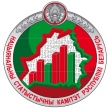 НАЦЫЯНАЛЬНЫ СТАТЫСТЫЧНЫ КАМІТЭТ РЭСПУБЛІКІ БЕЛАРУСЬ